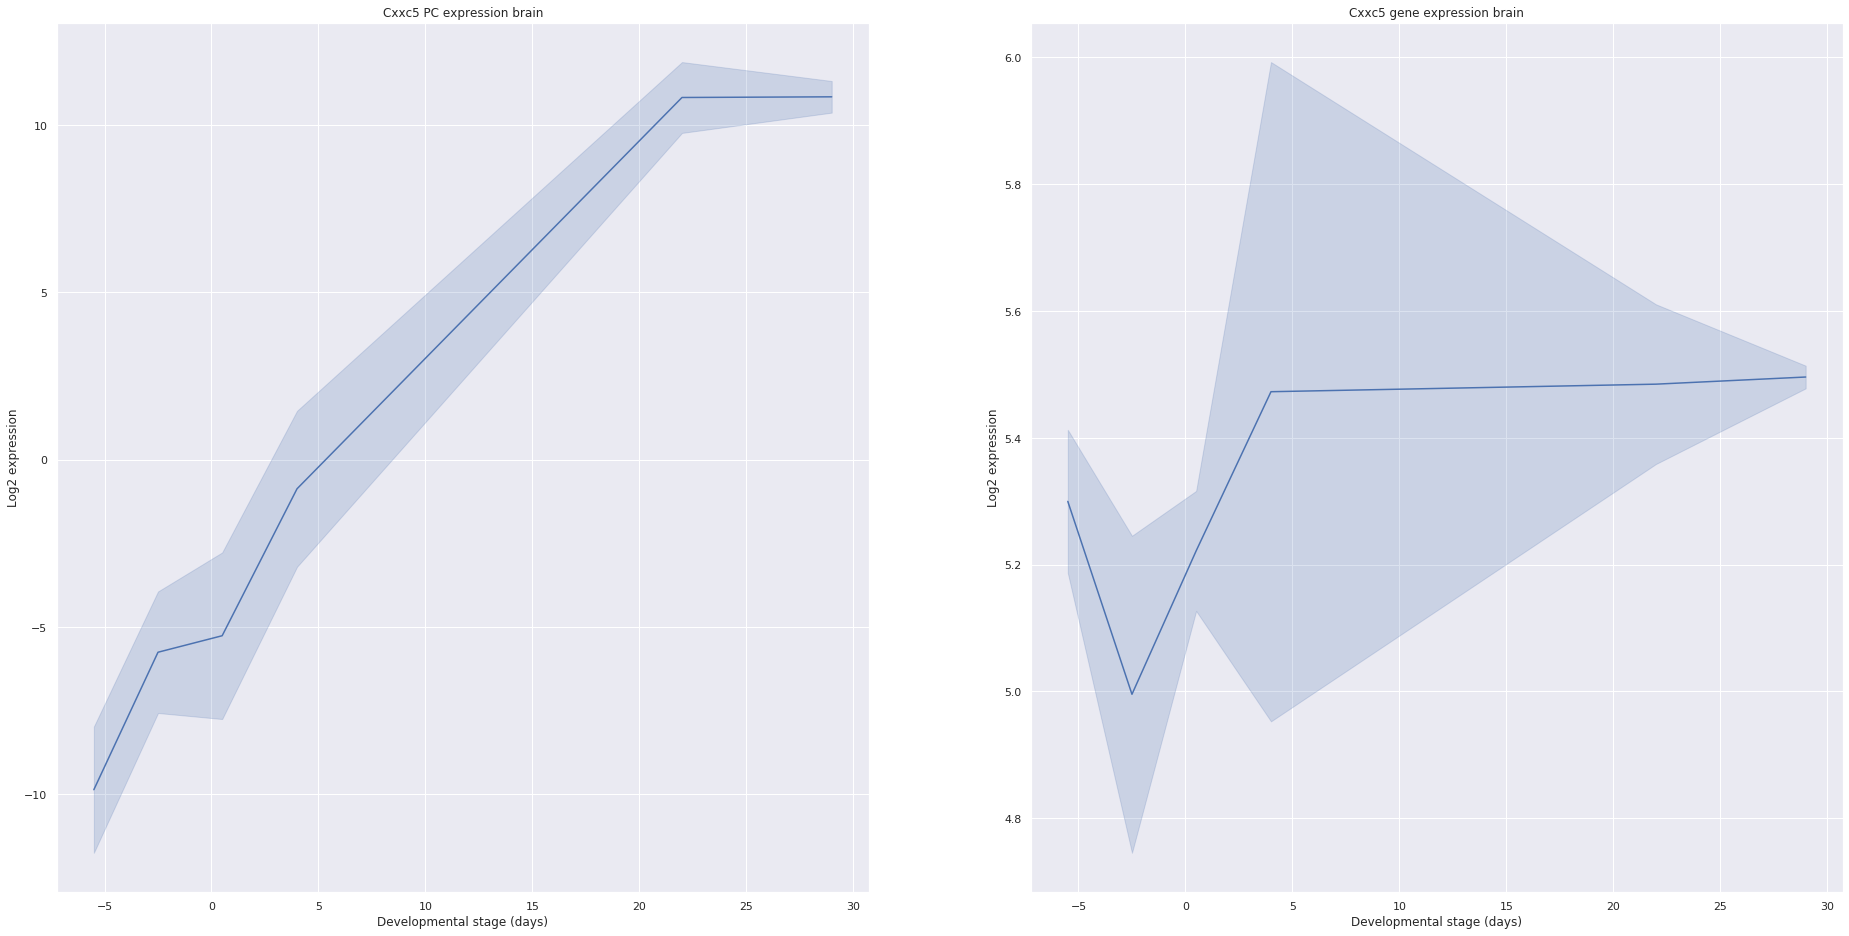 Cxxc5 PC expression brain
Log2 expression
10
5
0
−5
−10
−5 0 5 10 15 20 25 30
Developmental stage (days)
Cxxc5 gene expression brain
Log2 expression
6.0
5.8
5.6
5.4
5.2
5.0
4.8
−5 0 5 10 15 20 25 30
Developmental stage (days)